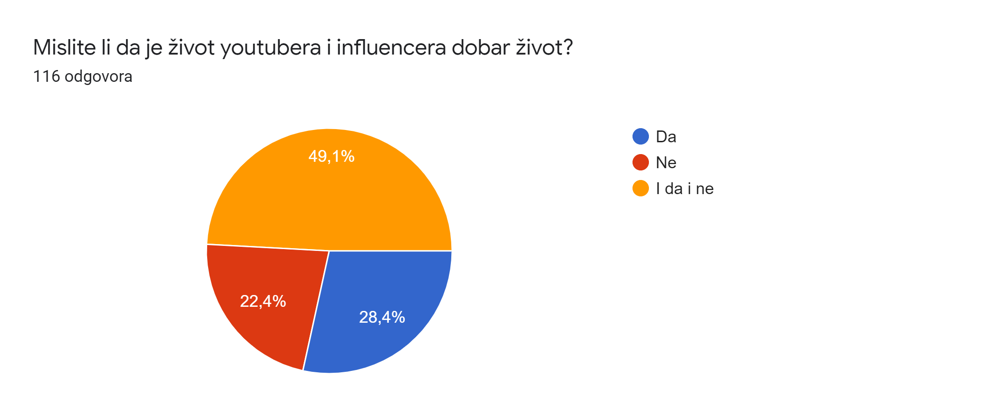 Mislite li da je život youtubera i influencera dobar život?
116 odgovora
49,1%
22,4%
28,4%
Da
Ne
I da i ne